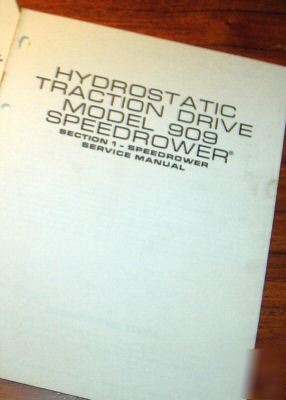 HYDROSTATIC
TRACTION DRIVE
MODEL 909
SPEEDROWER®
SECTION 1 - SPEEDROWER
SERVICE MANUAL